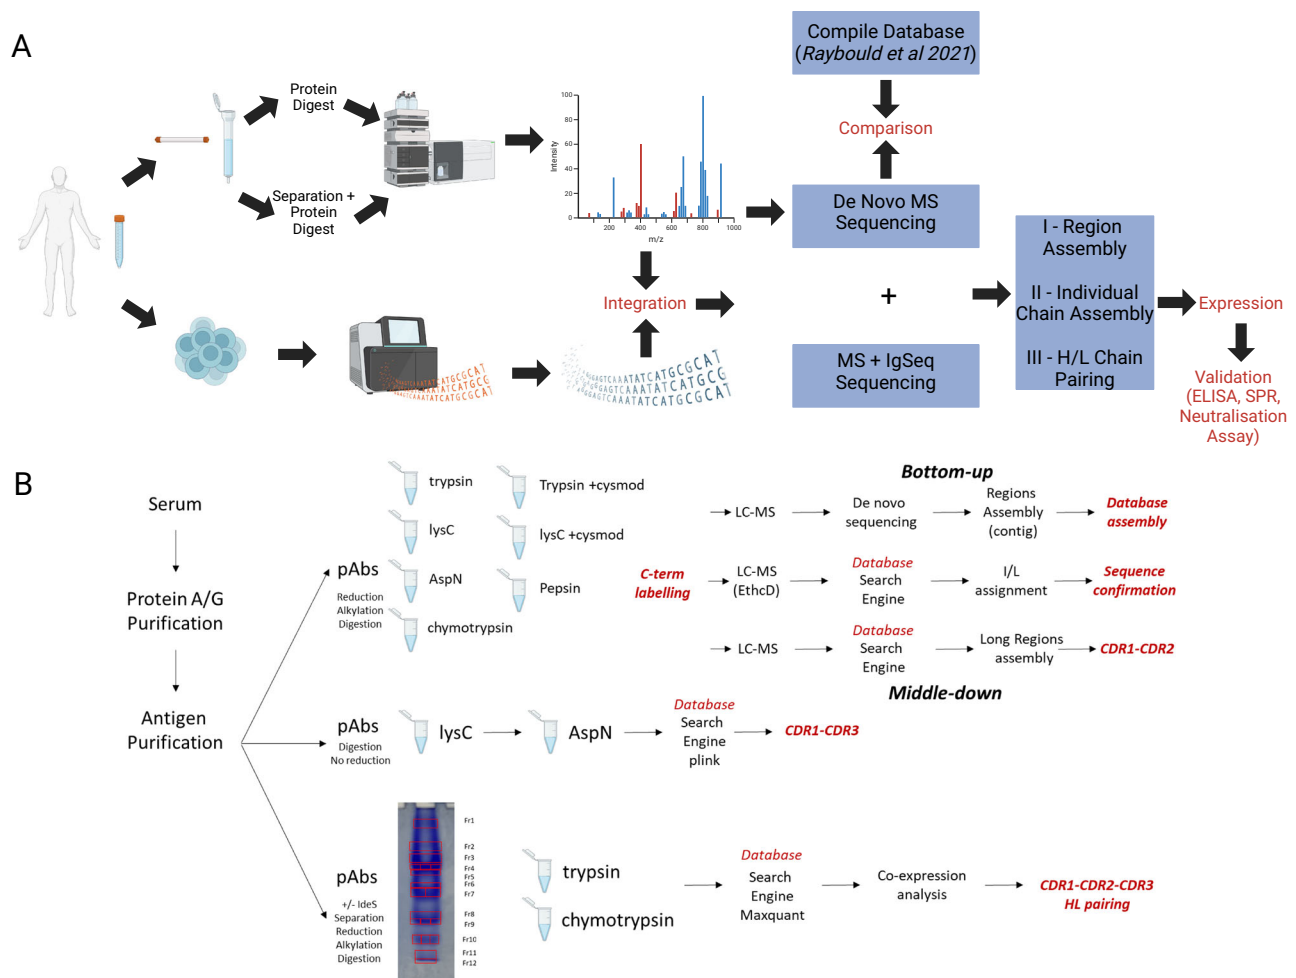 A
Protein
Digest
Separation +
Protein
Digest
100
80
60
40
20
0
Intensity
200
400
600
800
1000
m/z
Compile Database
(Raybould et al 2021)
Comparison
De Novo MS
Sequencing
Integration
+
MS + IgSeq
Sequencing
I - Region
Assembly
II - Individual
Chain Assembly
III - H/L Chain
Pairing
Expression
Validation
(ELISA, SPR,
Neutralisation
Assay)
B
Serum
Protein A/G
Purification
Antigen
Purification
pAbs
Reduction
Alkylation
Digestion
trypsin
lysC
AspN
chymotrypsin
Trypsin +cysmod
lysC +cysmod
Pepsin
C-term
labelling
Bottom-up
LC-MS
De novo
sequencing
Regions
Assembly
(contig)
Database
assembly
LC-MS
(EthcD)
Database
Search
Engine
I/L
assignment
Sequence
confirmation
LC-MS
Database
Search
Engine
Long Regions
assembly
CDR1-CDR2
Middle-down
pAbs
Digestion
No reduction
lysC
AspN
Database
Search
Engine
plink
CDR1-CDR3
pAbs
+/- IdeS
Separation
Reduction
Alkylation
Digestion
Fr1
Fr2
Fr3
Fr4
Fr5
Fr6
Fr7
Fr8
Fr9
Fr10
Fr11
Fr12
trypsin
chymotrypsin
Database
Search
Engine
Maxquant
Co-expression
analysis
CDR1-CDR2-CDR3
HL pairing